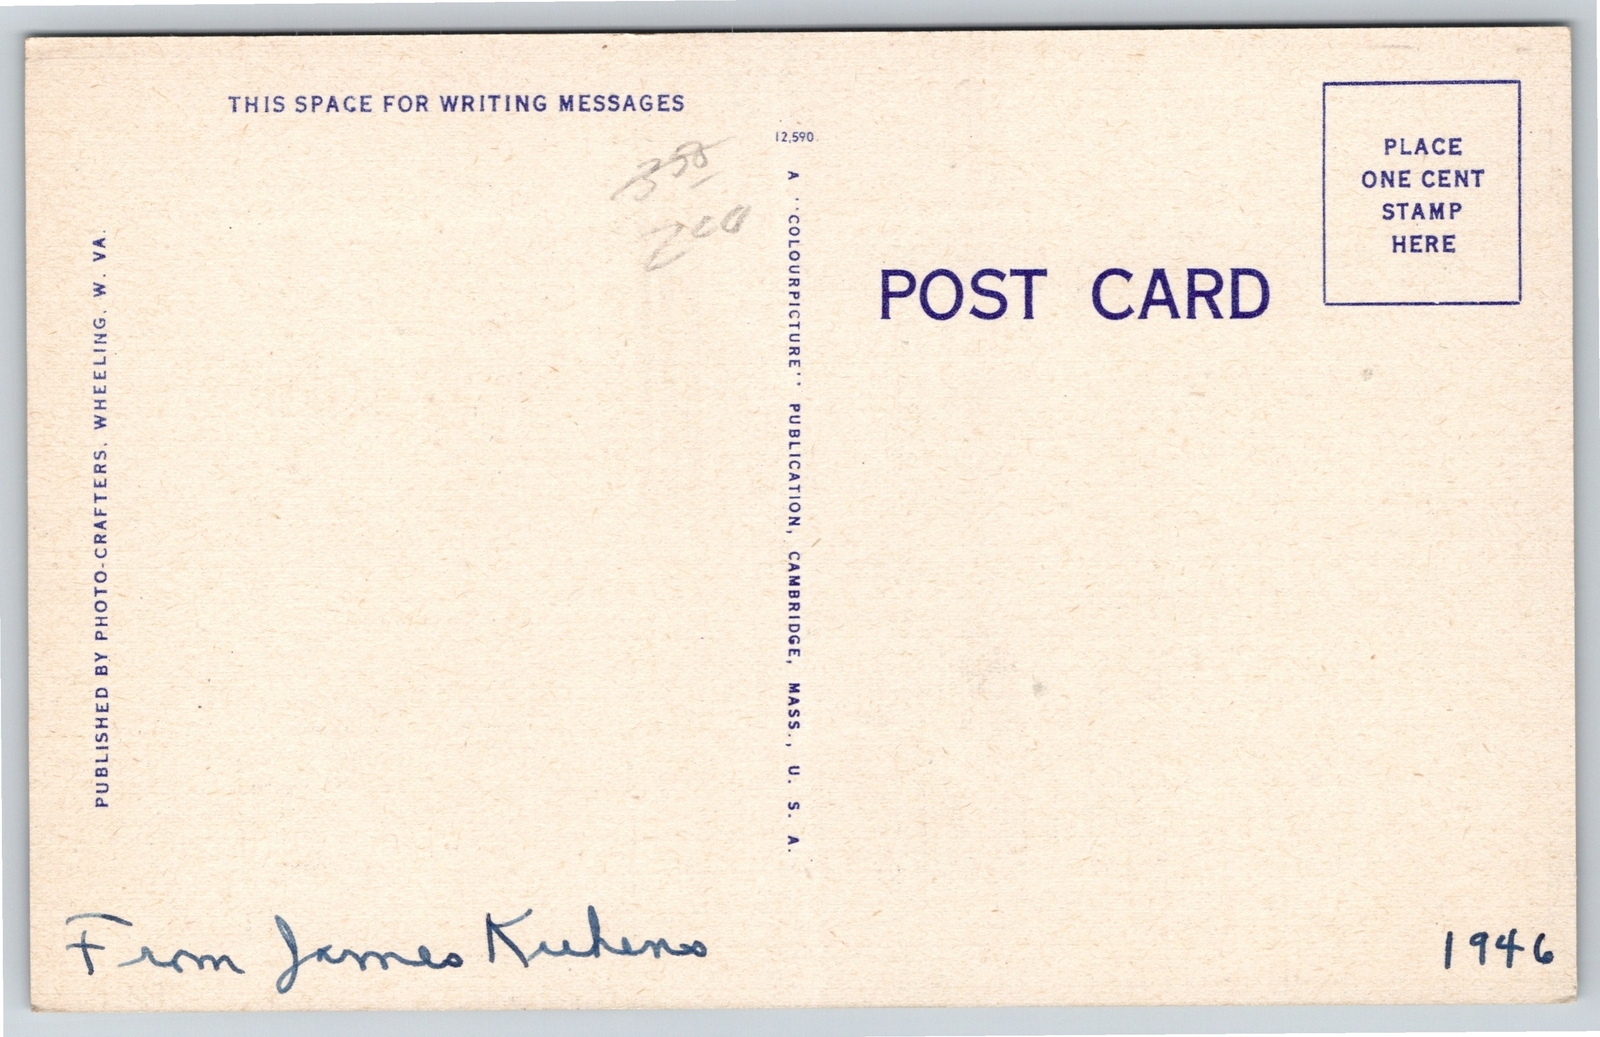 THIS SPACE FOR WRITING MESSAGES
12,590
PLACE
ONE CENT
STAMP
HERE
POST CARD
PUBLISHED BY PHOTO-CRAFTERS, WHEELING, W. VA.
A "COLOURPICTURE" PUBLICATION, CAMBRIDGE, MASS., U. S. A.
From James
1946